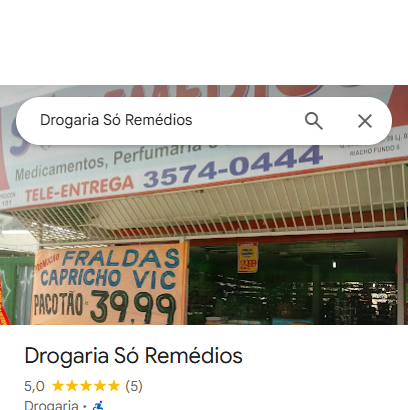 Drogaria Só Remédios
Medicamentos, Perfumaria
TELE-ENTREGA 3574-0444
RIACHO FUNDO II
PROMOÇÃO
FRALDAS
CAPRICHO VIC
PACOTÃO 39,99
Drogaria Só Remédios
5,0 (5)
Drogaria ·